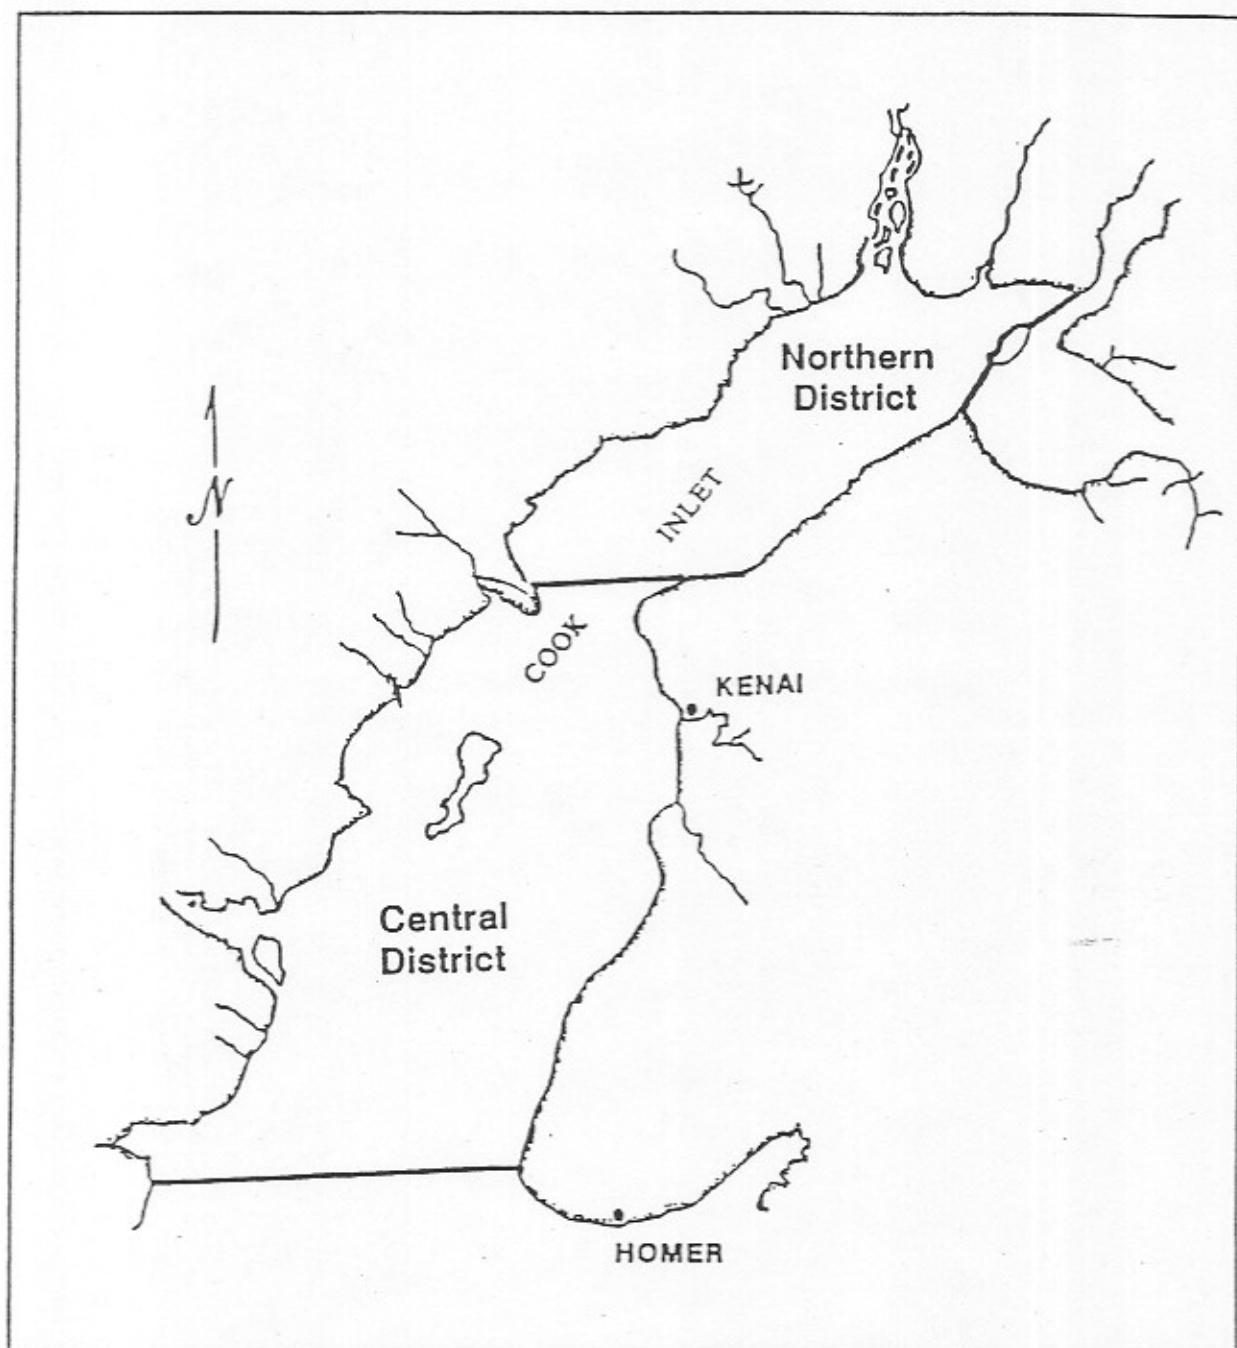 Northern
District
N
INLET
COOK
KENAI
Central
District
HOMER